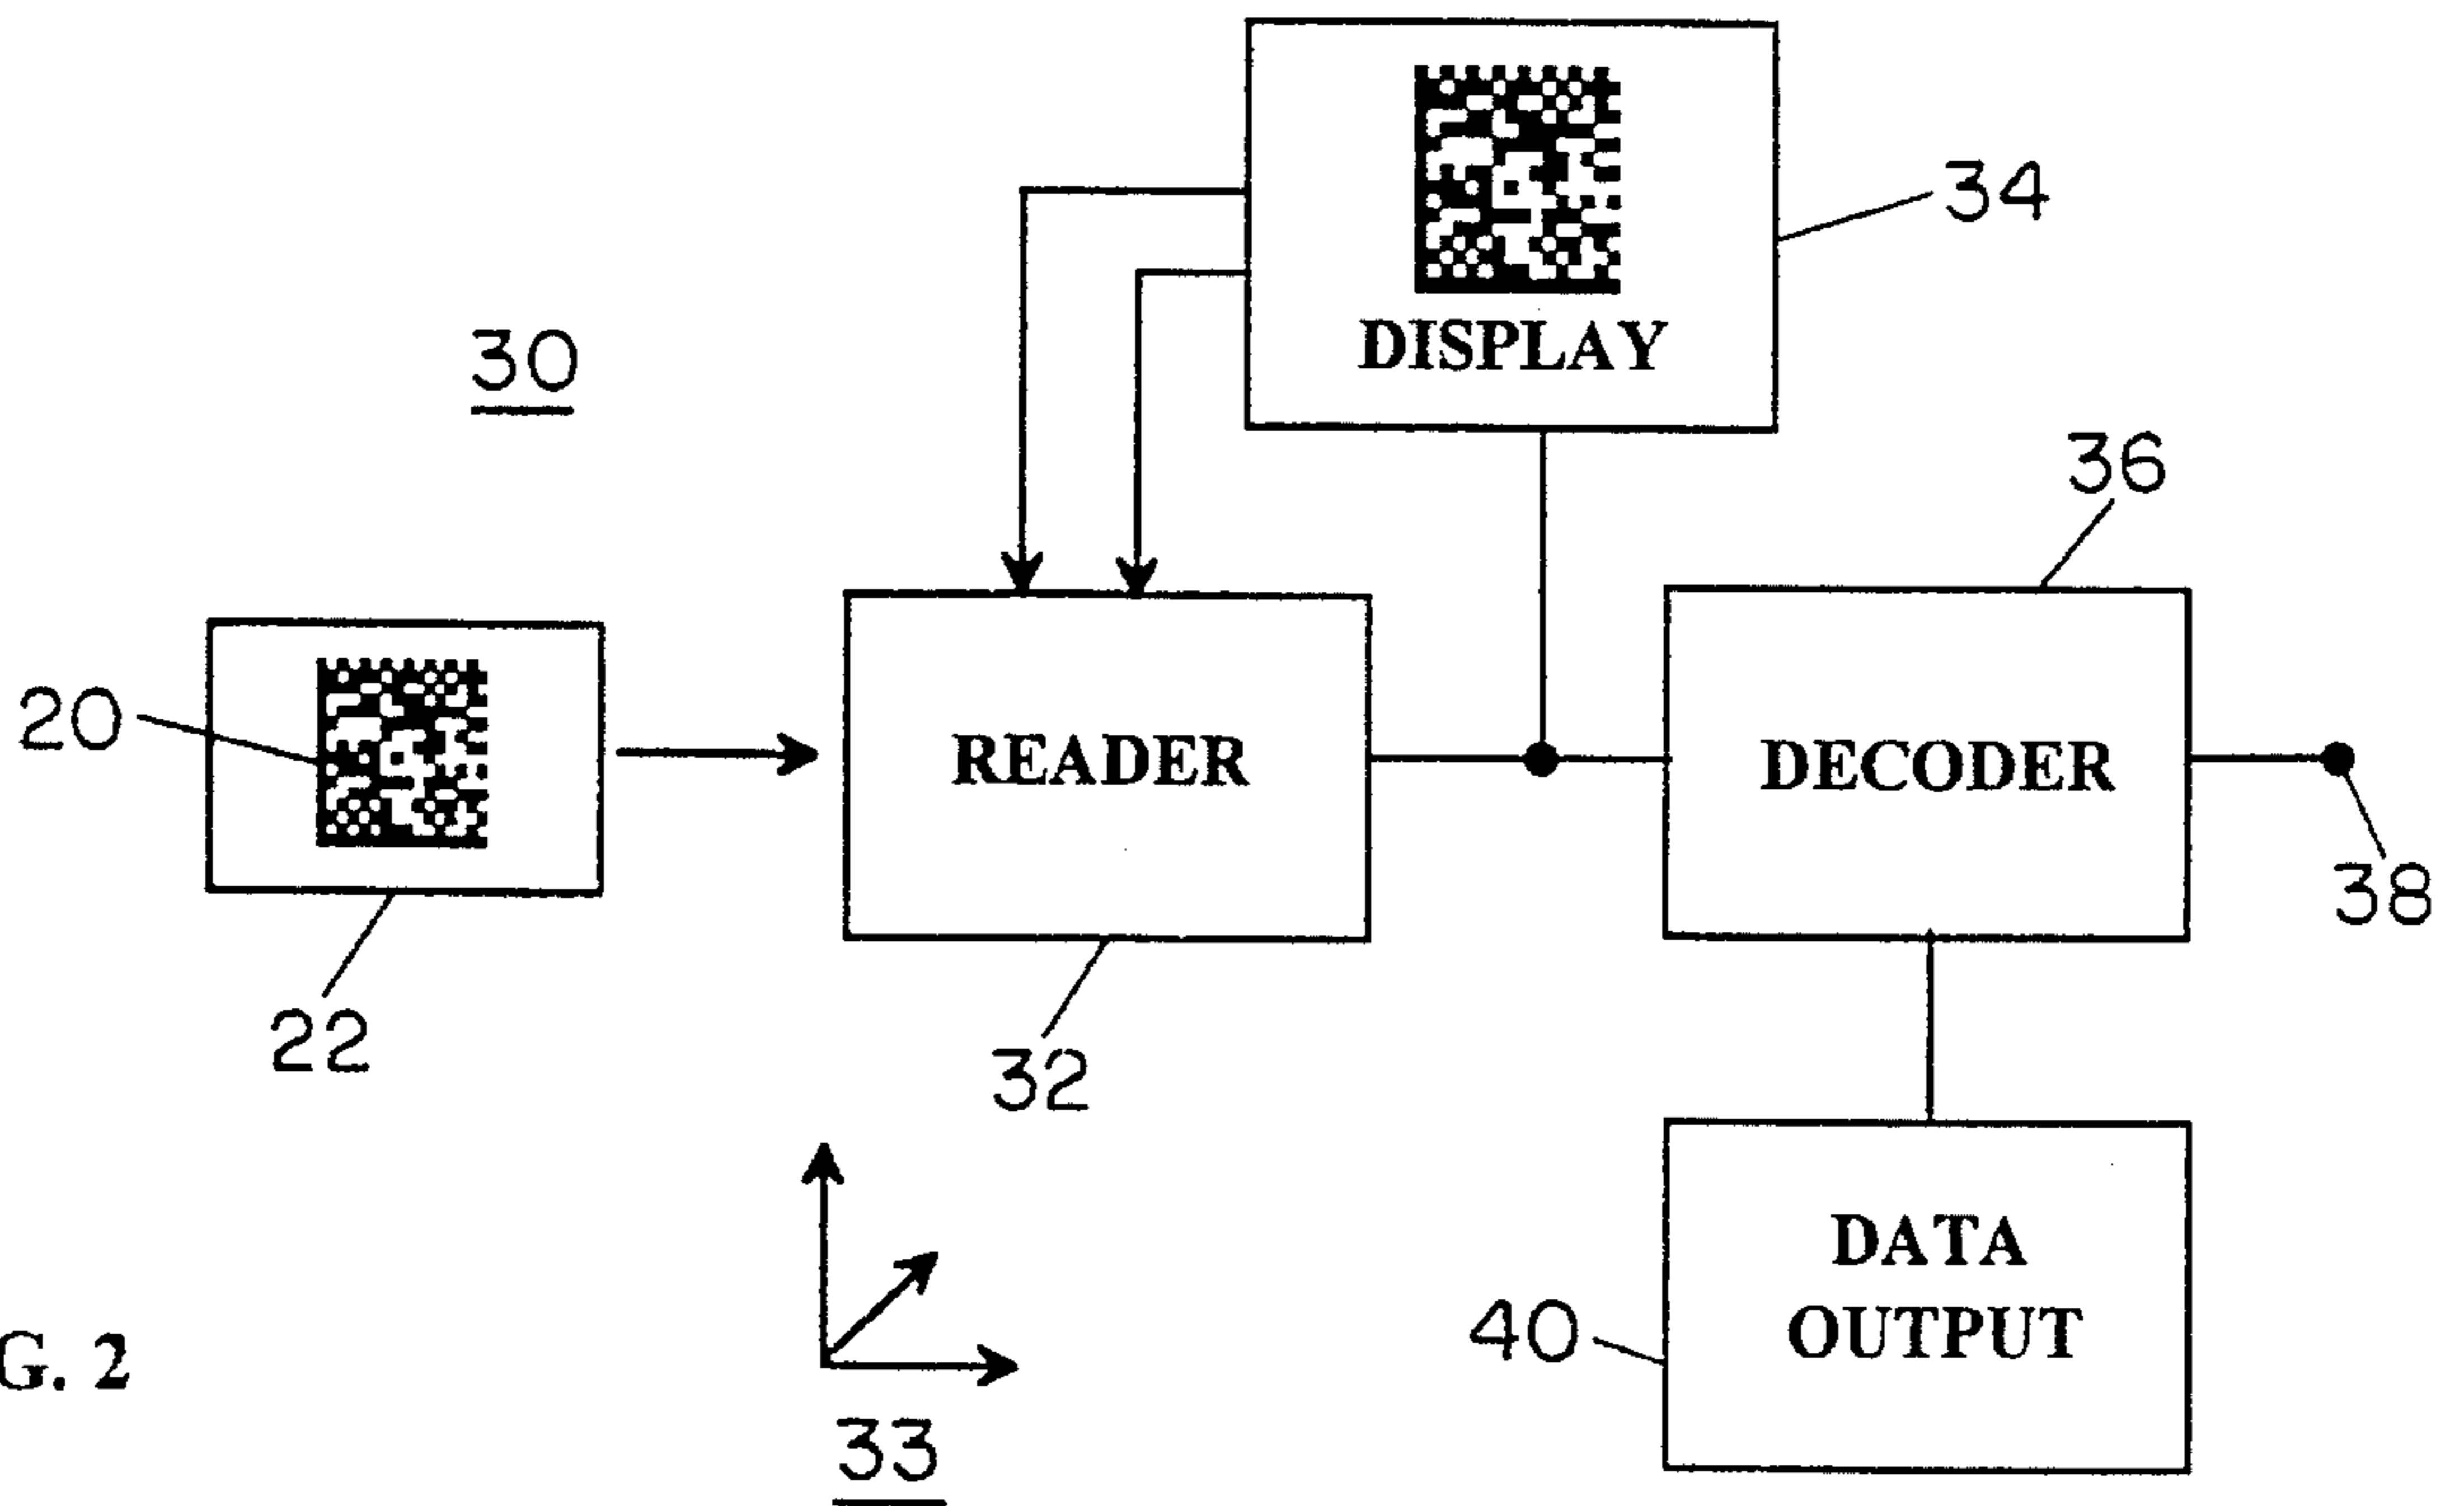 34
DISPLAY
30
36
20
READER
DECODER
38
22
32
DATA
OUTPUT
40
G. 2
33